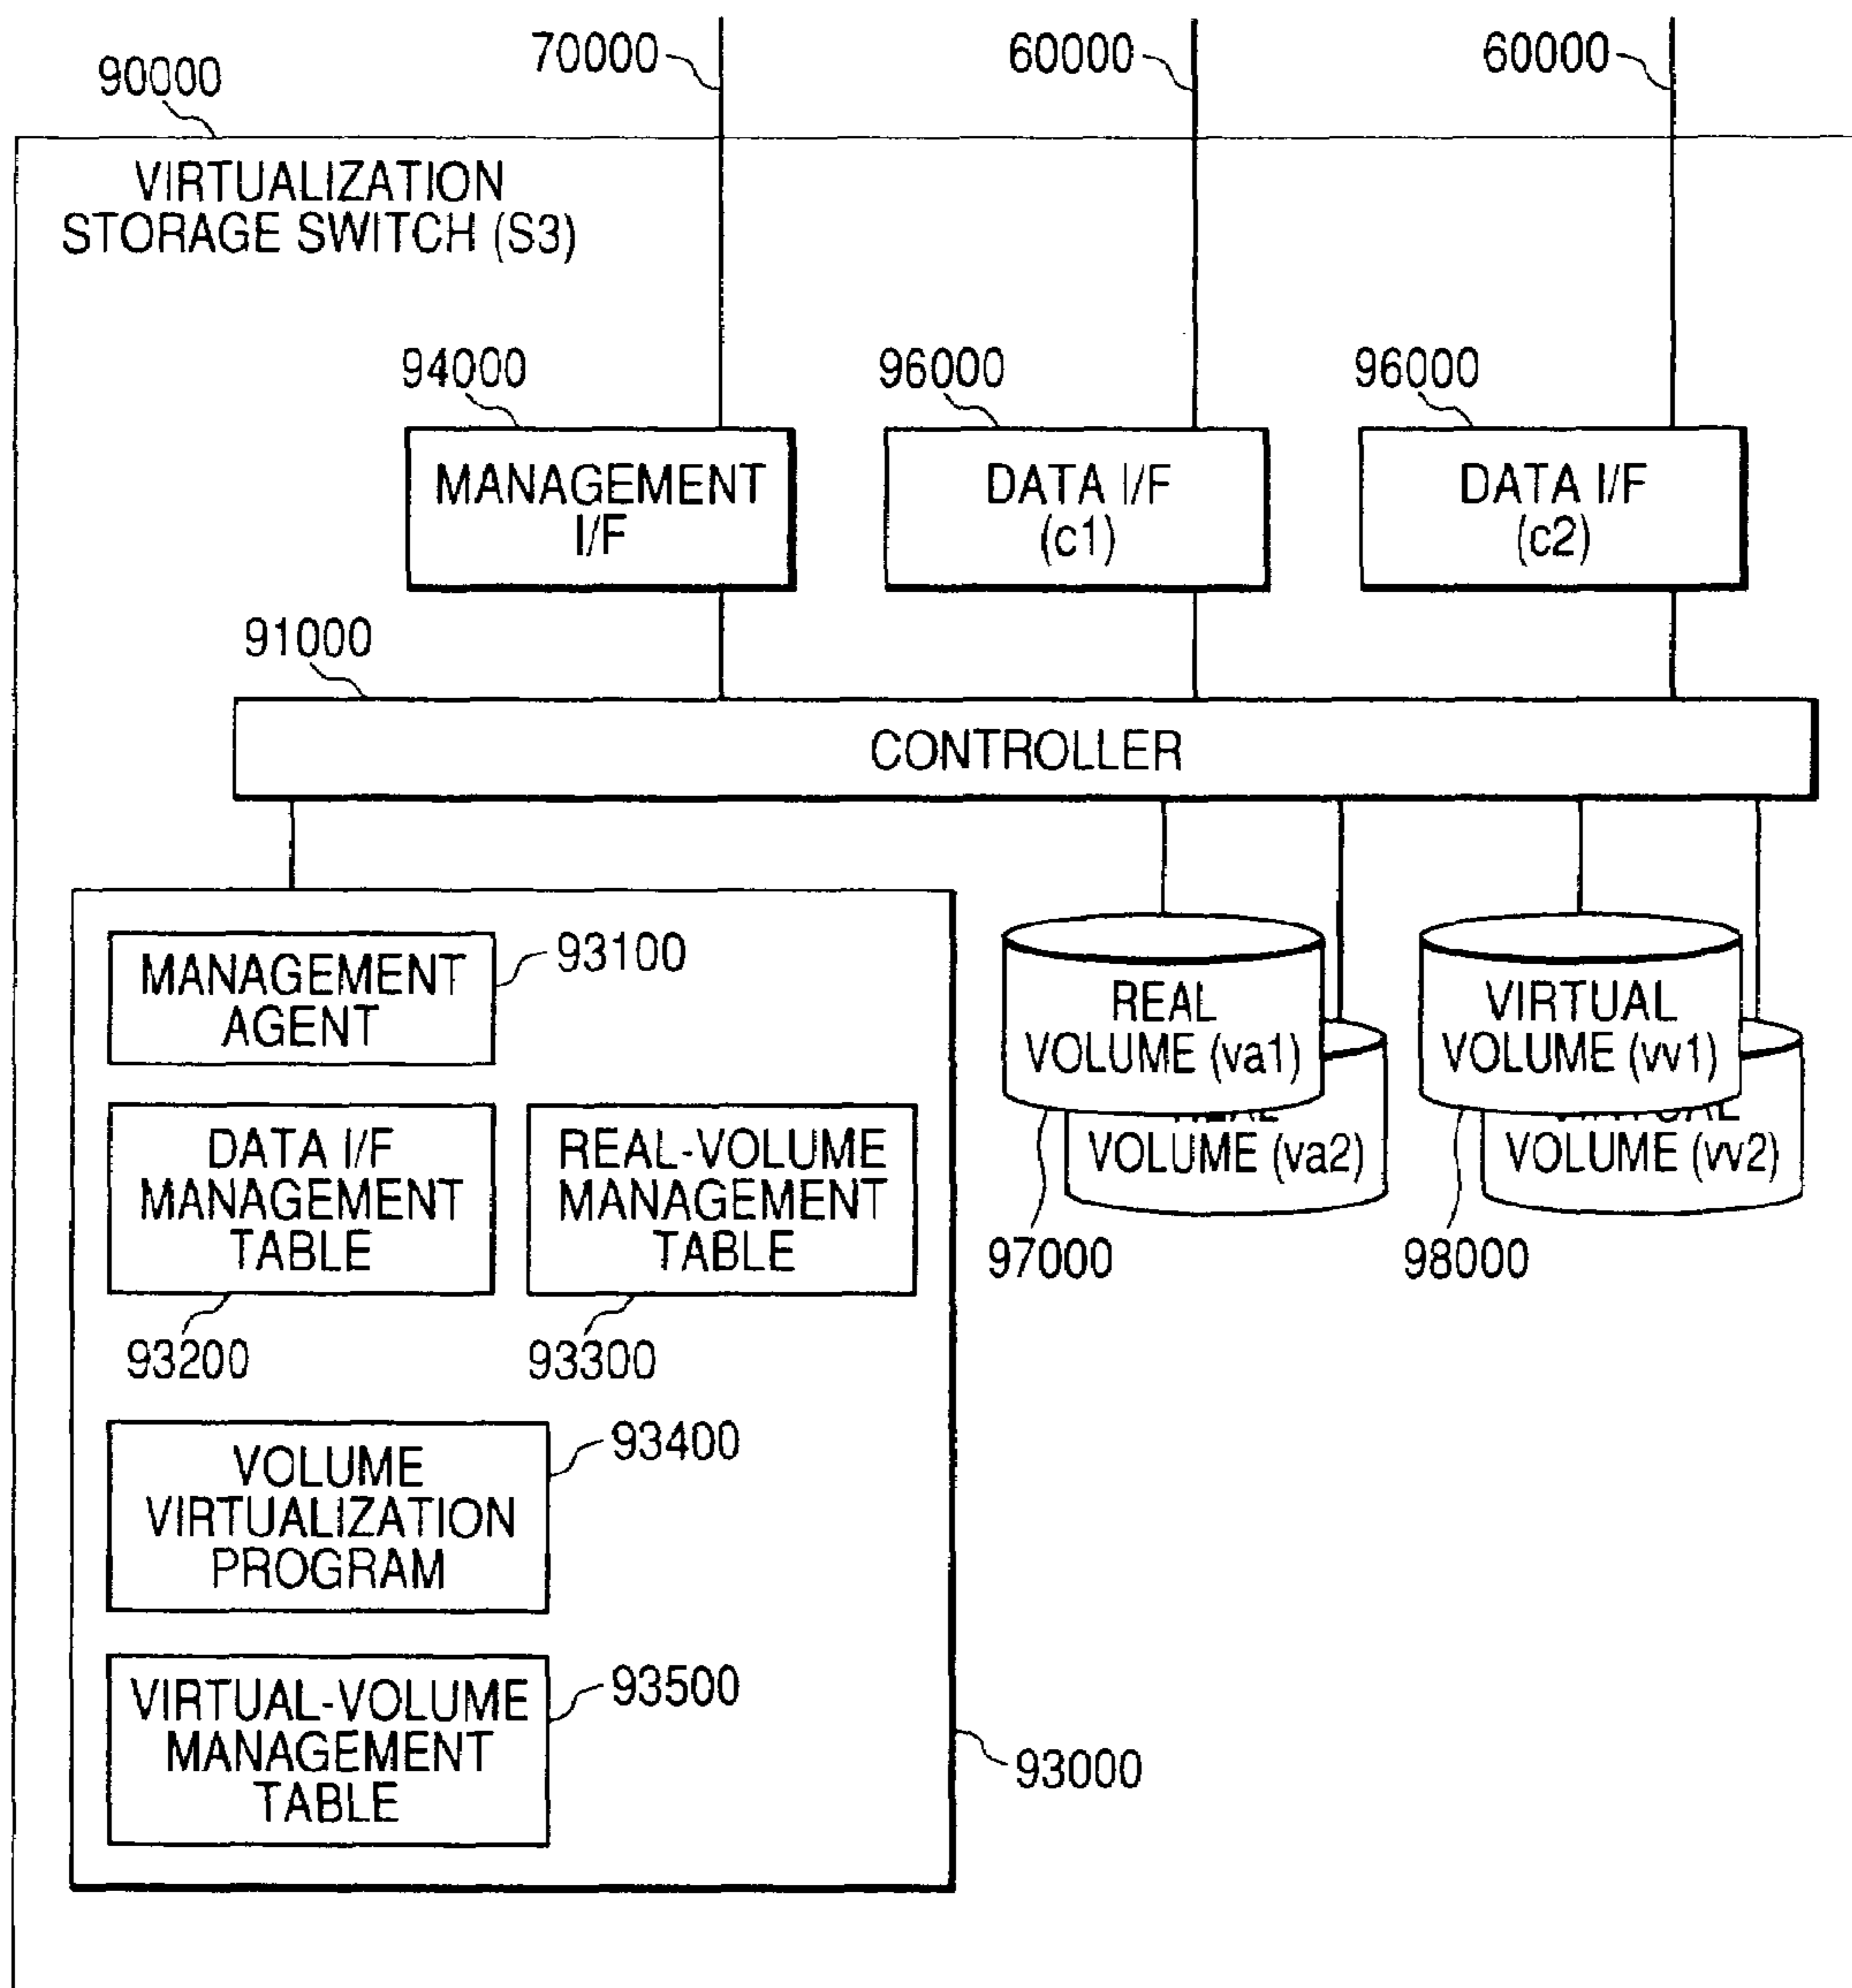 70000
60000
60000
90000
VIRTUALIZATION
STORAGE SWITCH (S3)
94000
96000
96000
MANAGEMENT
I/F
DATA I/F
(c1)
DATA I/F
(c2)
91000
CONTROLLER
MANAGEMENT
AGENT
93100
REAL
VOLUME (va1)
VIRTUAL
VOLUME (vv1)
VOLUME (va2)
VOLUME (vv2)
97000
98000
DATA I/F
MANAGEMENT
TABLE
REAL-VOLUME
MANAGEMENT
TABLE
93200
93300
VOLUME
VIRTUALIZATION
PROGRAM
93400
VIRTUAL-VOLUME
MANAGEMENT
TABLE
93500
93000